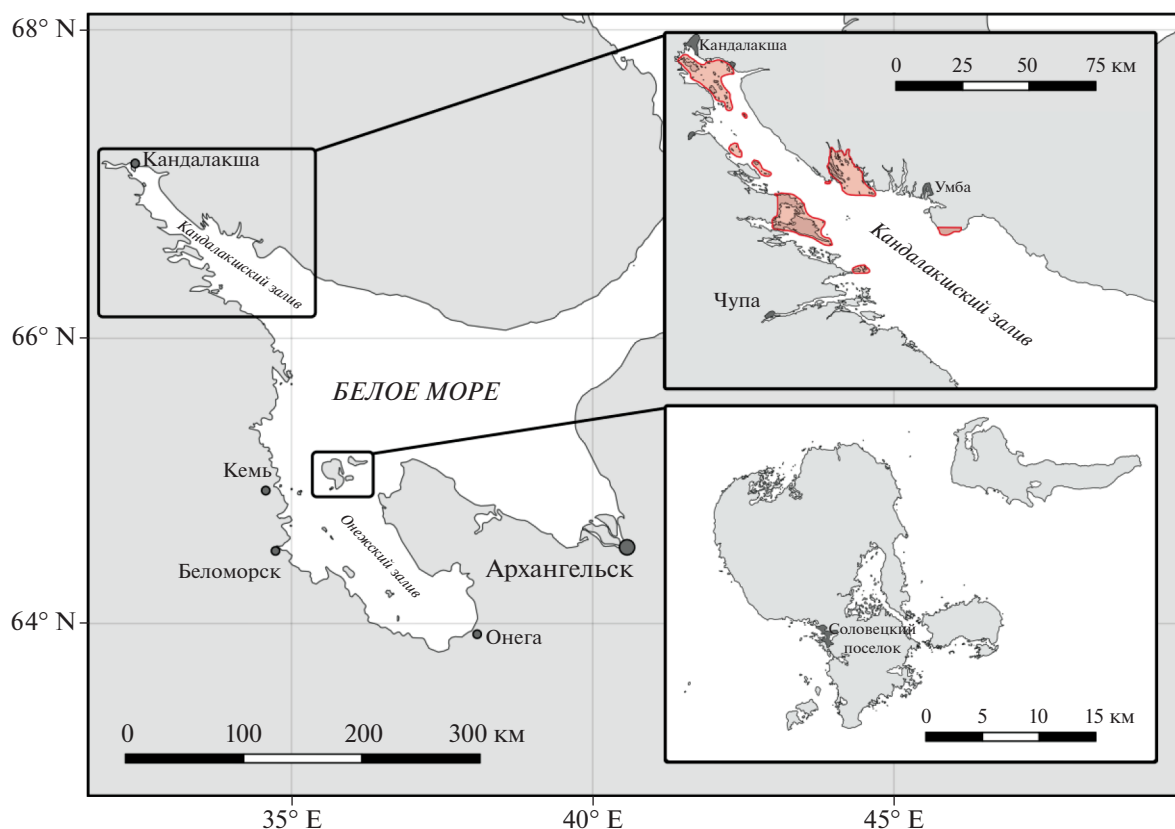 68° N
66° N
64° N
Кандалакша
Кандалакшский залив
БЕЛОЕ МОРЕ
Кемь
Беломорск
Онежский залив
Архангельск
Онега
0 100 200 300 км
35° E 40° E 45° E
Кандалакша
0 25 50 75 км
Умба
Кандалакшский залив
Чупа
Соловецкий
поселок
0 5 10 15 км